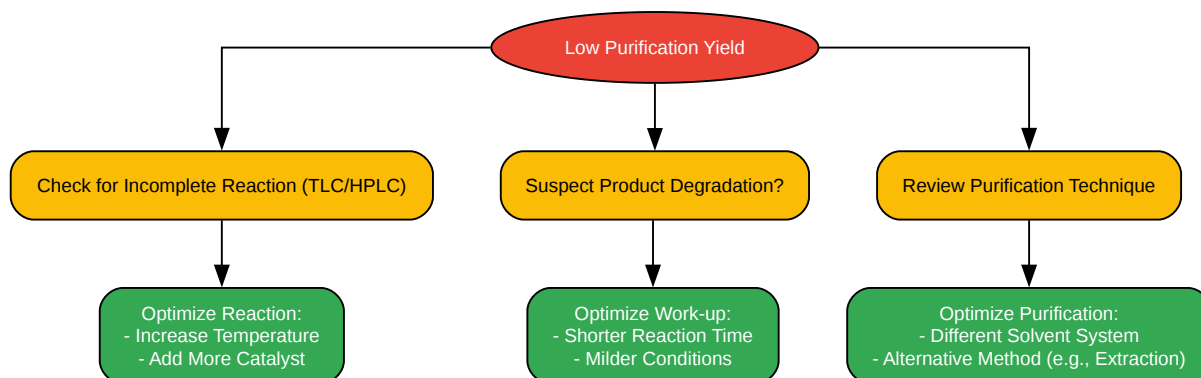 Low Purification Yield
Check for Incomplete Reaction (TLC/HPLC)
Suspect Product Degradation?
Review Purification Technique
Optimize Reaction:
- Increase Temperature
- Add More Catalyst
Optimize Work-up:
- Shorter Reaction Time
- Milder Conditions
Optimize Purification:
- Different Solvent System
- Alternative Method (e.g., Extraction)